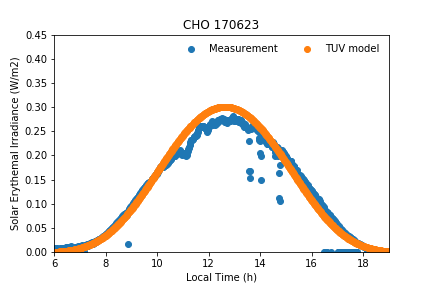 CHO 170623
Measurement TUV model
Solar Erythemal Irradiance (W/m2)
0.45
0.40
0.35
0.30
0.25
0.20
0.15
0.10
0.05
0.00
6 8 10 12 14 16 18
Local Time (h)